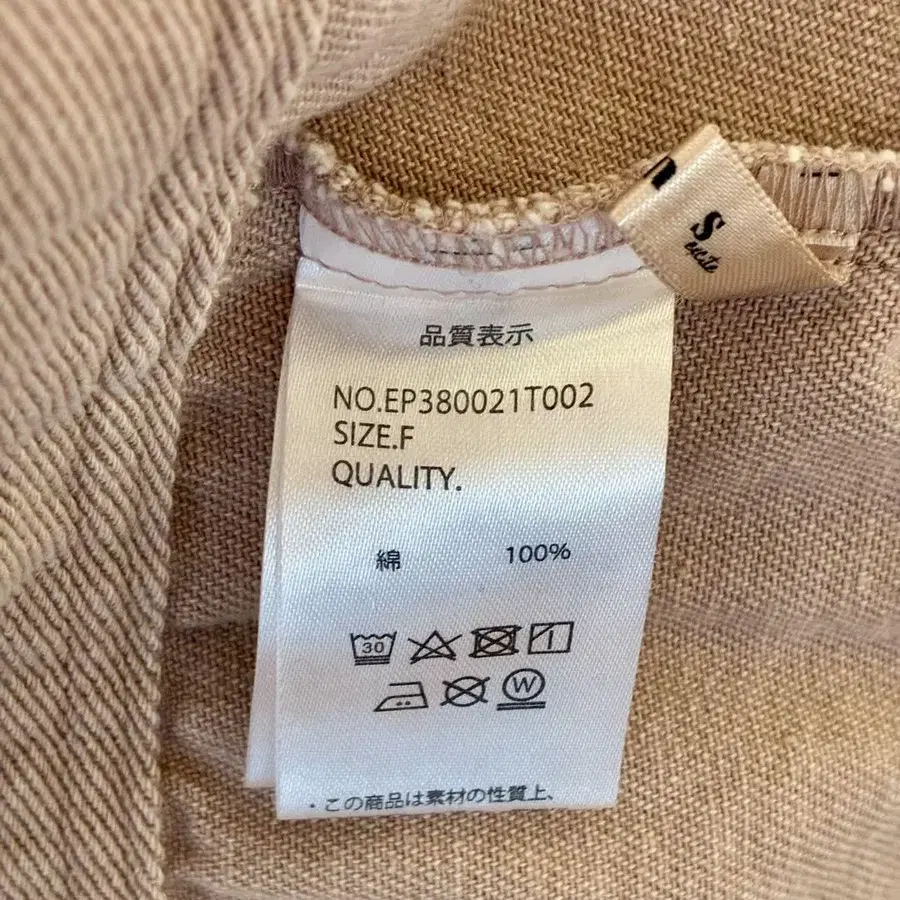 S
品質表示
NO.EP380021T002
SIZE.F
QUALITY.
綿 100%
30
W
・この商品は素材の性質上、